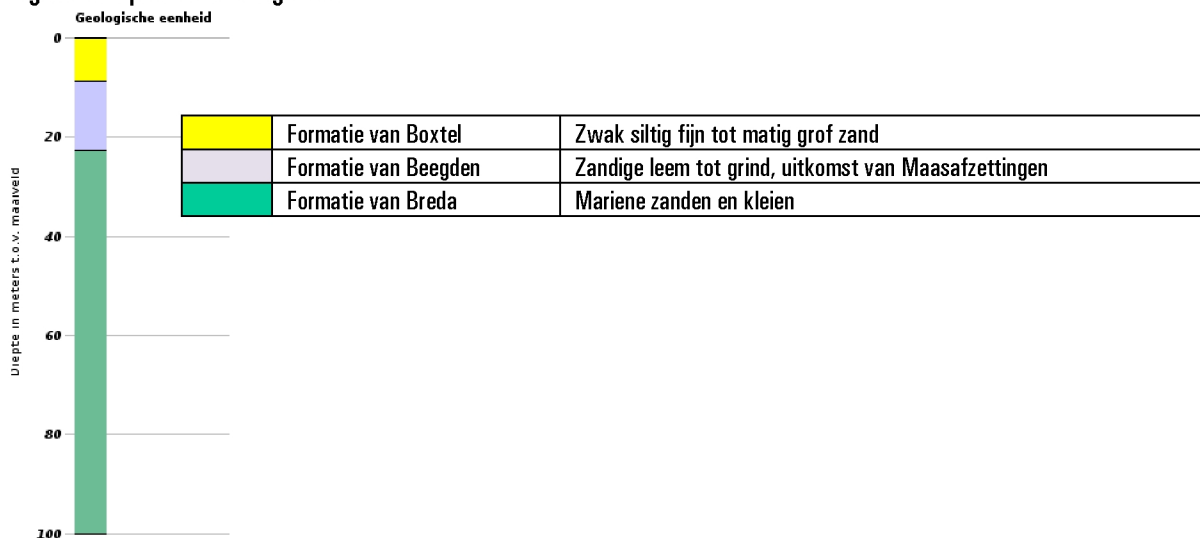 Geologische eenheid
0
20
40
60
80
100
Diepte in meters t.o.v. maaiveld
Formatie van Boxtel Zwak siltig fijn tot matig grof zand
Formatie van Beegden Zandige leem tot grind, uitkomst van Maasafzettingen
Formatie van Breda Mariene zanden en kleien